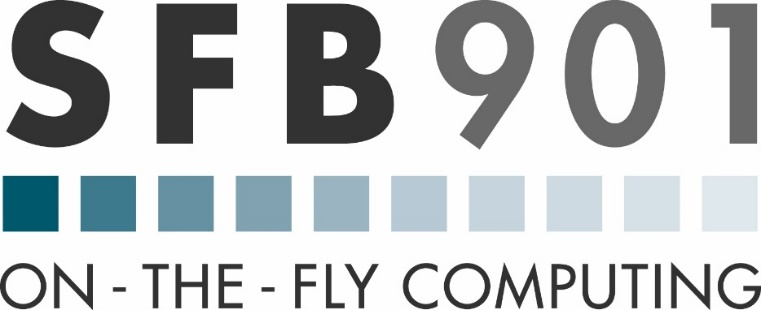 SFB901
ON - THE - FLY COMPUTING